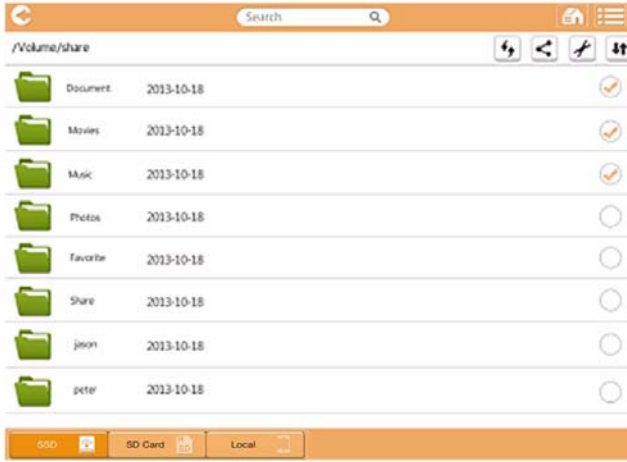 Search
/Volume/share
Document 2013-10-18
Movies 2013-10-18
Music 2013-10-18
Photos 2013-10-18
Favorite 2013-10-18
Share 2013-10-18
jason 2013-10-18
peter 2013-10-18
SSD SD Card Local